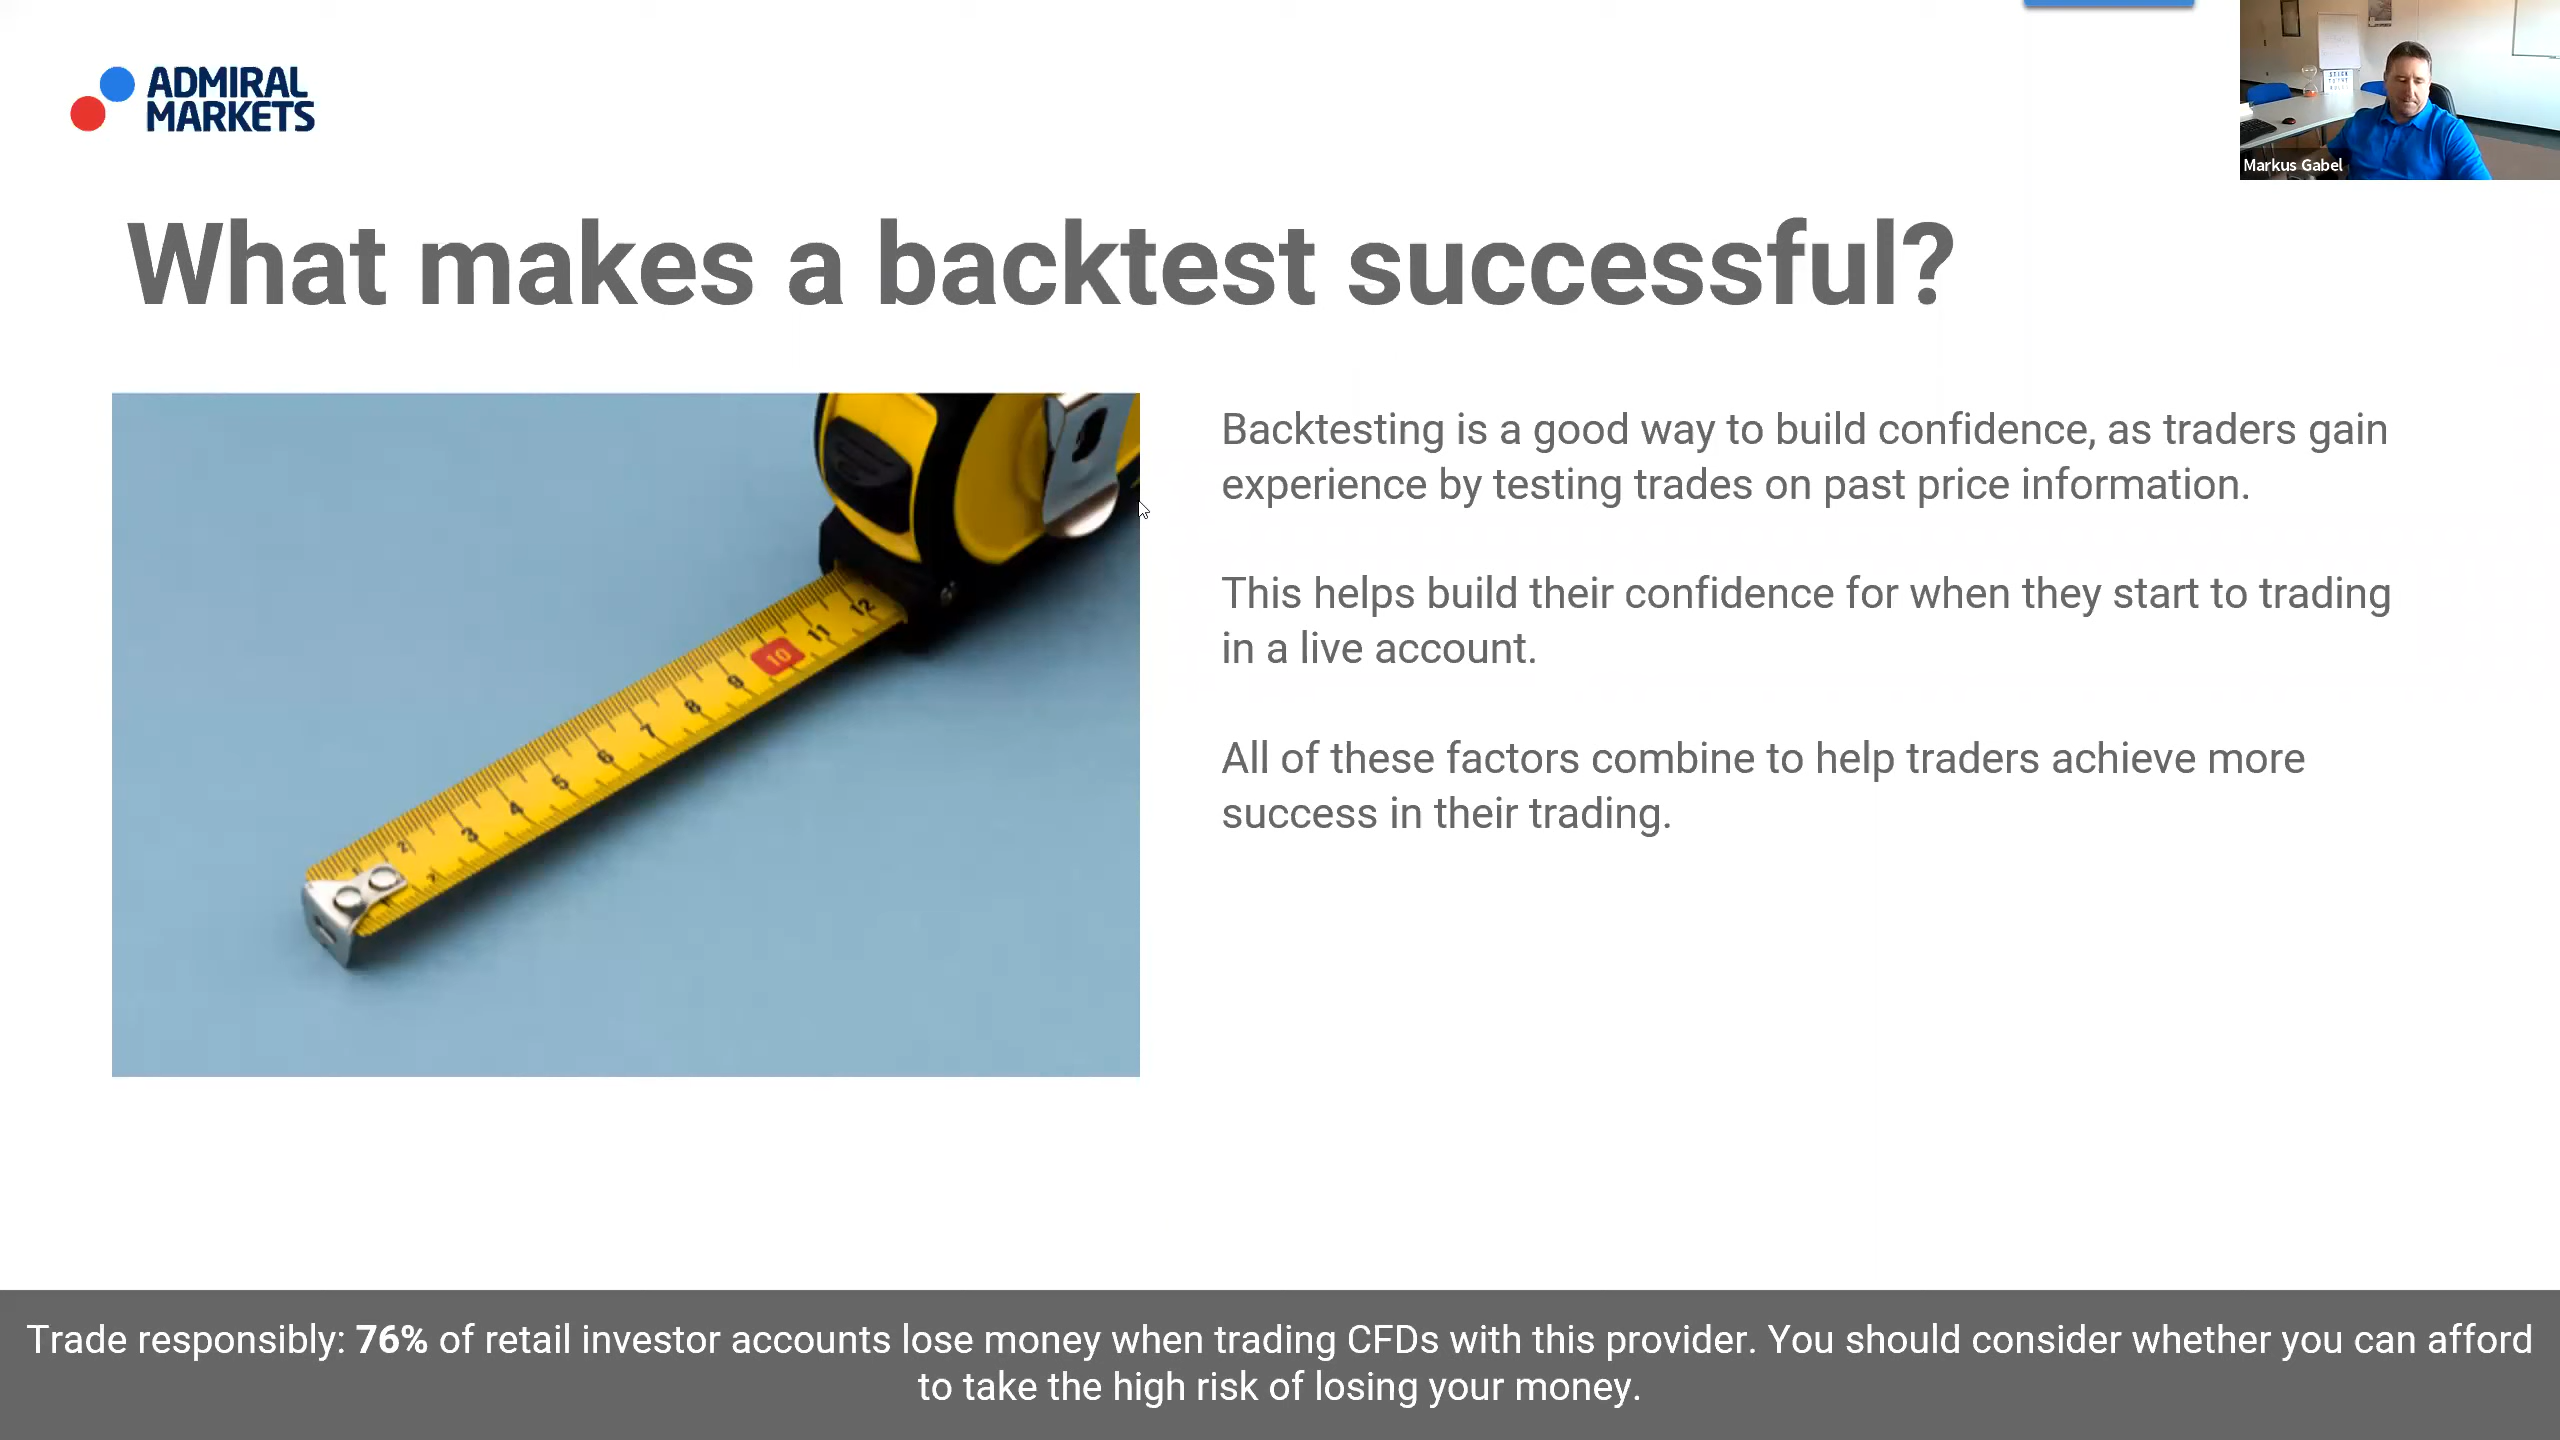 ADMIRAL
MARKETS
Markus Gabel
What makes a backtest successful?
Backtesting is a good way to build confidence, as traders gain
experience by testing trades on past price information.
This helps build their confidence for when they start to trading
in a live account.
All of these factors combine to help traders achieve more
success in their trading.
2
3
4
5
6
7
8
9
10
11
12
Trade responsibly: 76% of retail investor accounts lose money when trading CFDs with this provider. You should consider whether you can afford
to take the high risk of losing your money.